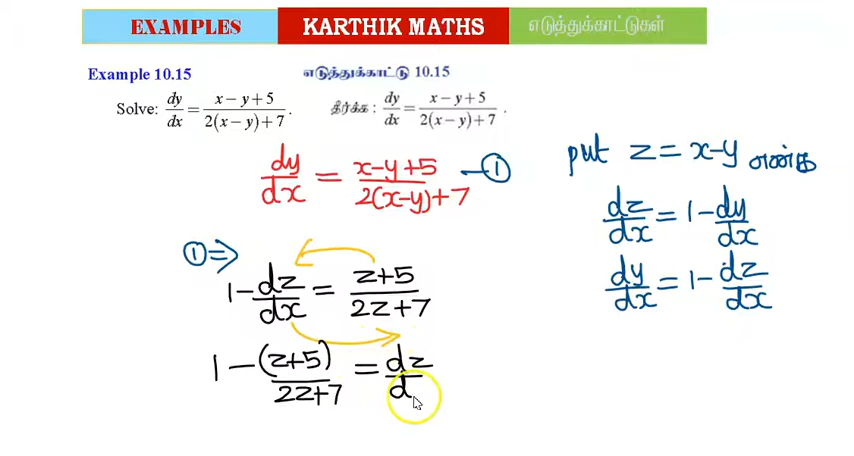 EXAMPLES KARTHIK MATHS எடுத்துக்காட்டுகள்
Example 10.15 எடுத்துக்காட்டு 10.15
Solve: dy/dx = (x − y + 5)/(2(x − y) + 7). தீர்க்க : dy/dx = (x − y + 5)/(2(x − y) + 7).
dy/dx = (x−y+5)/(2(x−y)+7) —①
put z = x−y என்க
dz/dx = 1 − dy/dx
dy/dx = 1 − dz/dx
①⇒
1 − dz/dx = (z+5)/(2z+7)
1 − (z+5)/(2z+7) = dz/d